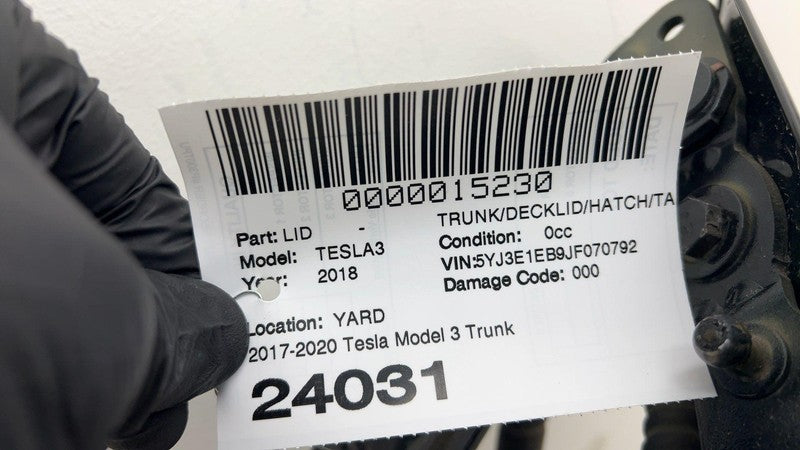 0000015230
TRUNK/DECKLID/HATCH/TA
Part: LID -
Condition: 0cc
Model: TESLA3
VIN:5YJ3E1EB9JF070792
Year: 2018
Damage Code: 000
Location: YARD
2017-2020 Tesla Model 3 Trunk
24031